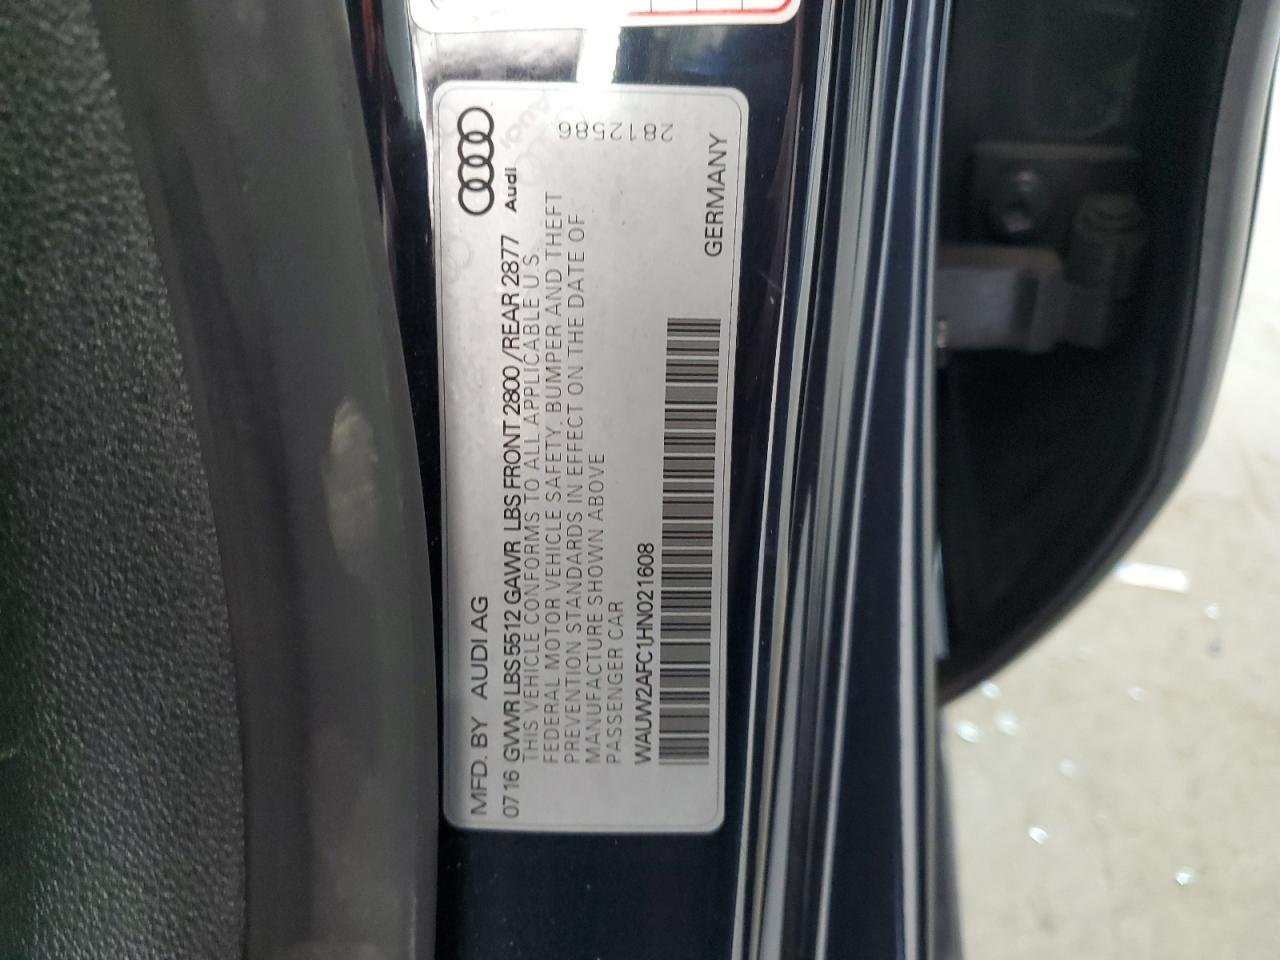 MFD. BY AUDI AG
Audi
0716 GVWR LBS 5512 GAWR LBS FRONT 2800 /REAR 2877
THIS VEHICLE CONFORMS TO ALL APPLICABLE U.S.
FEDERAL MOTOR VEHICLE SAFETY, BUMPER AND THEFT
PREVENTION STANDARDS IN EFFECT ON THE DATE OF
MANUFACTURE SHOWN ABOVE
PASSENGER CAR
2812586
WAUW2AFC1HN021608
GERMANY